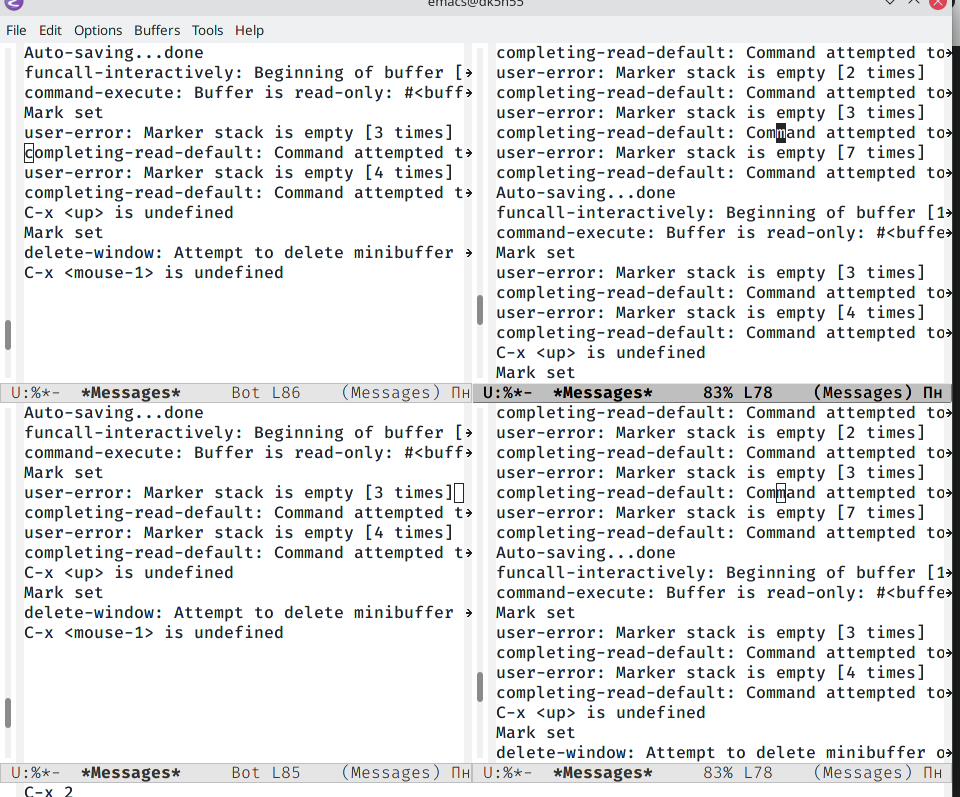 emacs@dk5h55
File Edit Options Buffers Tools Help
Auto-saving...done
funcall-interactively: Beginning of buffer [
command-execute: Buffer is read-only: #<buff
Mark set
user-error: Marker stack is empty [3 times]
completing-read-default: Command attempted t
user-error: Marker stack is empty [4 times]
completing-read-default: Command attempted t
C-x <up> is undefined
Mark set
delete-window: Attempt to delete minibuffer
C-x <mouse-1> is undefined
U:%*- *Messages* Bot L86 (Messages) Пн
completing-read-default: Command attempted to
user-error: Marker stack is empty [2 times]
completing-read-default: Command attempted to
user-error: Marker stack is empty [3 times]
completing-read-default: Command attempted to
user-error: Marker stack is empty [7 times]
completing-read-default: Command attempted to
Auto-saving...done
funcall-interactively: Beginning of buffer [1
command-execute: Buffer is read-only: #<buffe
Mark set
user-error: Marker stack is empty [3 times]
completing-read-default: Command attempted to
user-error: Marker stack is empty [4 times]
completing-read-default: Command attempted to
C-x <up> is undefined
Mark set
U:%*- *Messages* 83% L78 (Messages) Пн
Auto-saving...done
funcall-interactively: Beginning of buffer [
command-execute: Buffer is read-only: #<buff
Mark set
user-error: Marker stack is empty [3 times]
completing-read-default: Command attempted t
user-error: Marker stack is empty [4 times]
completing-read-default: Command attempted t
C-x <up> is undefined
Mark set
delete-window: Attempt to delete minibuffer
C-x <mouse-1> is undefined
U:%*- *Messages* Bot L85 (Messages) Пн
completing-read-default: Command attempted to
user-error: Marker stack is empty [2 times]
completing-read-default: Command attempted to
user-error: Marker stack is empty [3 times]
completing-read-default: Command attempted to
user-error: Marker stack is empty [7 times]
completing-read-default: Command attempted to
Auto-saving...done
funcall-interactively: Beginning of buffer [1
command-execute: Buffer is read-only: #<buffe
Mark set
user-error: Marker stack is empty [3 times]
completing-read-default: Command attempted to
user-error: Marker stack is empty [4 times]
completing-read-default: Command attempted to
C-x <up> is undefined
Mark set
delete-window: Attempt to delete minibuffer o
U:%*- *Messages* 83% L78 (Messages) Пн
C-x 2